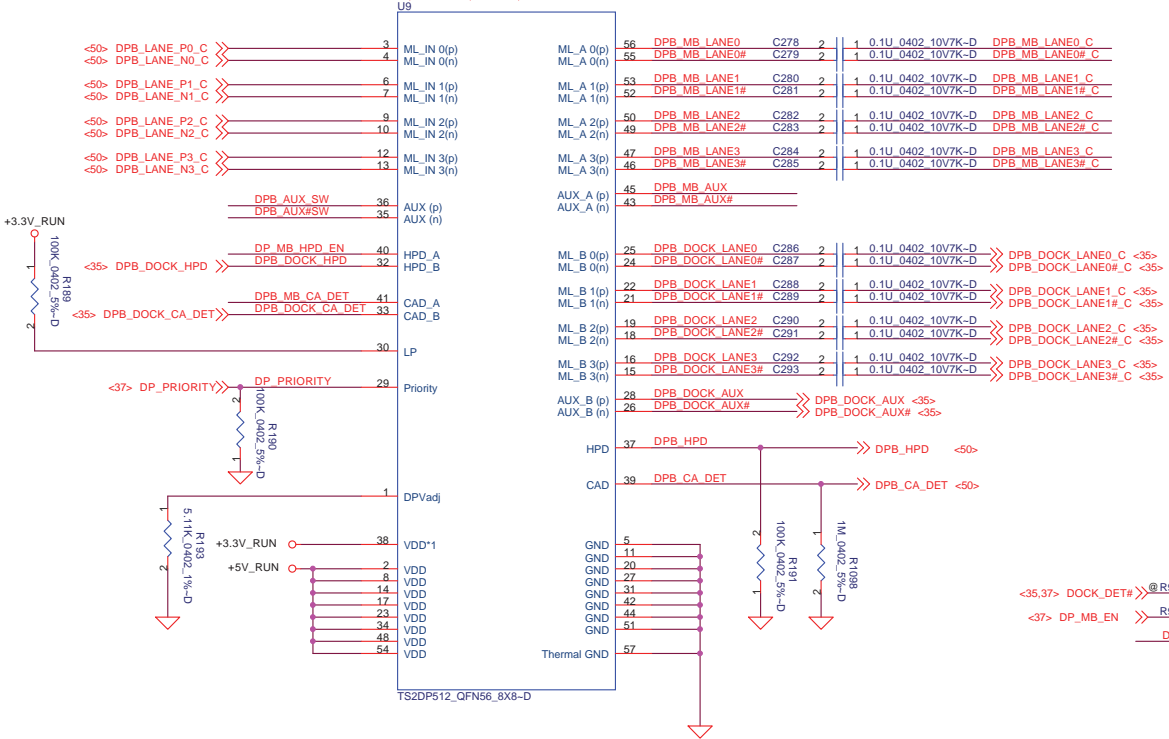 U9
<50> DPB_LANE_P0_C 3 ML_IN 0(p) ML_A 0(p) 56 DPB_MB_LANE0 C278 2 1 0.1U_0402_10V7K~D DPB_MB_LANE0_C
<50> DPB_LANE_N0_C 4 ML_IN 0(n) ML_A 0(n) 55 DPB_MB_LANE0# C279 2 1 0.1U_0402_10V7K~D DPB_MB_LANE0#_C
<50> DPB_LANE_P1_C 6 ML_IN 1(p) ML_A 1(p) 53 DPB_MB_LANE1 C280 2 1 0.1U_0402_10V7K~D DPB_MB_LANE1_C
<50> DPB_LANE_N1_C 7 ML_IN 1(n) ML_A 1(n) 52 DPB_MB_LANE1# C281 2 1 0.1U_0402_10V7K~D DPB_MB_LANE1#_C
<50> DPB_LANE_P2_C 9 ML_IN 2(p) ML_A 2(p) 50 DPB_MB_LANE2 C282 2 1 0.1U_0402_10V7K~D DPB_MB_LANE2_C
<50> DPB_LANE_N2_C 10 ML_IN 2(n) ML_A 2(n) 49 DPB_MB_LANE2# C283 2 1 0.1U_0402_10V7K~D DPB_MB_LANE2#_C
<50> DPB_LANE_P3_C 12 ML_IN 3(p) ML_A 3(p) 47 DPB_MB_LANE3 C284 2 1 0.1U_0402_10V7K~D DPB_MB_LANE3_C
<50> DPB_LANE_N3_C 13 ML_IN 3(n) ML_A 3(n) 46 DPB_MB_LANE3# C285 2 1 0.1U_0402_10V7K~D DPB_MB_LANE3#_C
DPB_AUX_SW 36 AUX (p) AUX_A (p) 45 DPB_MB_AUX
DPB_AUX#SW 35 AUX (n) AUX_A (n) 43 DPB_MB_AUX#
+3.3V_RUN
1 R189 2
100K_0402_5%~D
DP_MB_HPD_EN 40 HPD_A ML_B 0(p) 25 DPB_DOCK_LANE0 C286 2 1 0.1U_0402_10V7K~D DPB_DOCK_LANE0_C <35>
<35> DPB_DOCK_HPD DPB_DOCK_HPD 32 HPD_B ML_B 0(n) 24 DPB_DOCK_LANE0# C287 2 1 0.1U_0402_10V7K~D DPB_DOCK_LANE0#_C <35>
DPB_MB_CA_DET 41 CAD_A ML_B 1(p) 22 DPB_DOCK_LANE1 C288 2 1 0.1U_0402_10V7K~D DPB_DOCK_LANE1_C <35>
<35> DPB_DOCK_CA_DET DPB_DOCK_CA_DET 33 CAD_B ML_B 1(n) 21 DPB_DOCK_LANE1# C289 2 1 0.1U_0402_10V7K~D DPB_DOCK_LANE1#_C <35>
ML_B 2(p) 19 DPB_DOCK_LANE2 C290 2 1 0.1U_0402_10V7K~D DPB_DOCK_LANE2_C <35>
ML_B 2(n) 18 DPB_DOCK_LANE2# C291 2 1 0.1U_0402_10V7K~D DPB_DOCK_LANE2#_C <35>
30 LP
ML_B 3(p) 16 DPB_DOCK_LANE3 C292 2 1 0.1U_0402_10V7K~D DPB_DOCK_LANE3_C <35>
ML_B 3(n) 15 DPB_DOCK_LANE3# C293 2 1 0.1U_0402_10V7K~D DPB_DOCK_LANE3#_C <35>
<37> DP_PRIORITY DP_PRIORITY 29 Priority
AUX_B (p) 28 DPB_DOCK_AUX DPB_DOCK_AUX <35>
AUX_B (n) 26 DPB_DOCK_AUX# DPB_DOCK_AUX# <35>
2 R190 1
100K_0402_5%~D
HPD 37 DPB_HPD DPB_HPD <50>
CAD 39 DPB_CA_DET DPB_CA_DET <50>
1 DPVadj
1 R193 2
5.11K_0402_1%~D
2 R191 1
100K_0402_5%~D
1 R1098 2
1M_0402_5%~D
+3.3V_RUN 38 VDD*1 GND 5
GND 11
+5V_RUN 2 VDD GND 20
8 VDD GND 27
14 VDD GND 31
17 VDD GND 42
23 VDD GND 44
34 VDD GND 51
48 VDD
54 VDD Thermal GND 57
<35,37> DOCK_DET# @R9
<37> DP_MB_EN R9
D
TS2DP512_QFN56_8X8~D